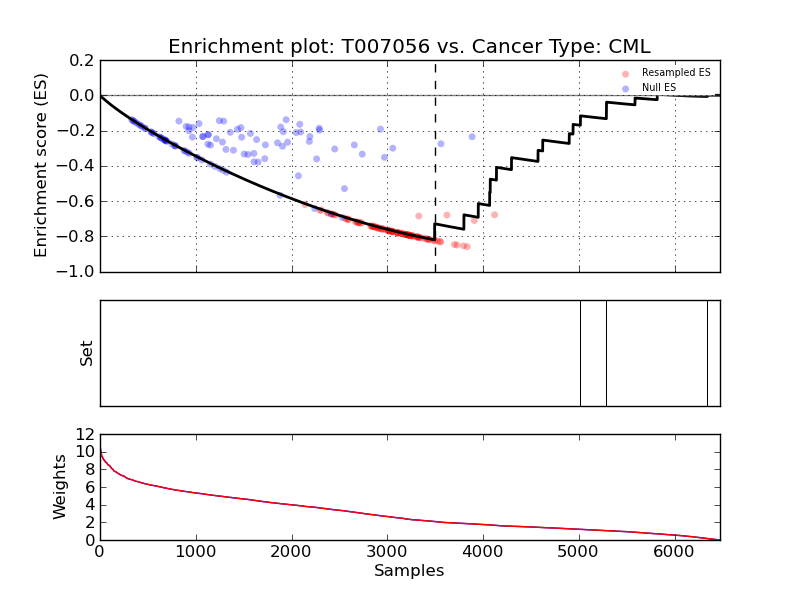 Enrichment plot: T007056 vs. Cancer Type: CML
Enrichment score (ES)
0.2
0.0
−0.2
−0.4
−0.6
−0.8
−1.0
Resampled ES
Null ES
Set
Weights
12
10
8
6
4
2
0
0 1000 2000 3000 4000 5000 6000
Samples